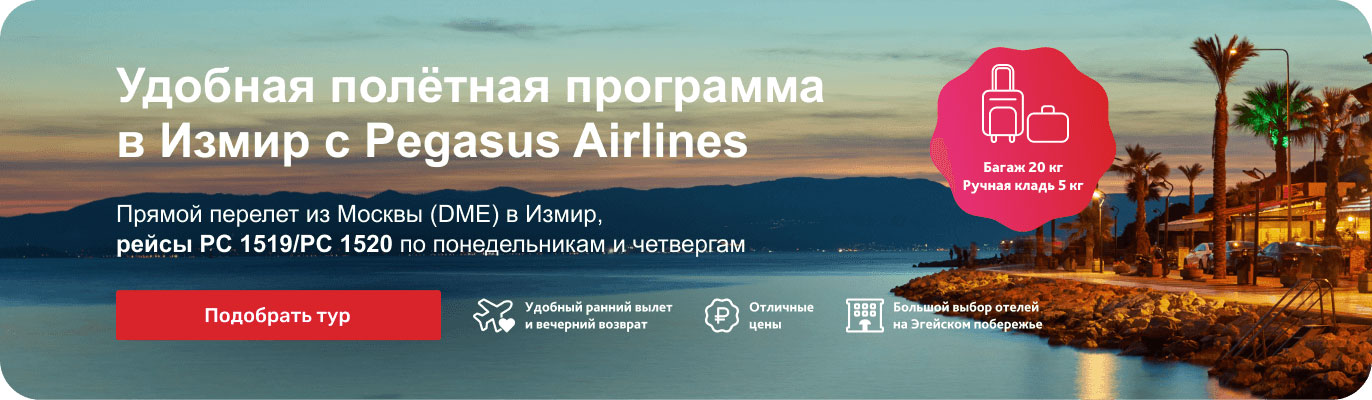 Удобная полётная программа
в Измир с Pegasus Airlines
Прямой перелет из Москвы (DME) в Измир,
рейсы PC 1519/PC 1520 по понедельникам и четвергам
Багаж 20 кг
Ручная кладь 5 кг
Подобрать тур
Удобный ранний вылет
и вечерний возврат
Отличные
цены
Большой выбор отелей
на Эгейском побережье